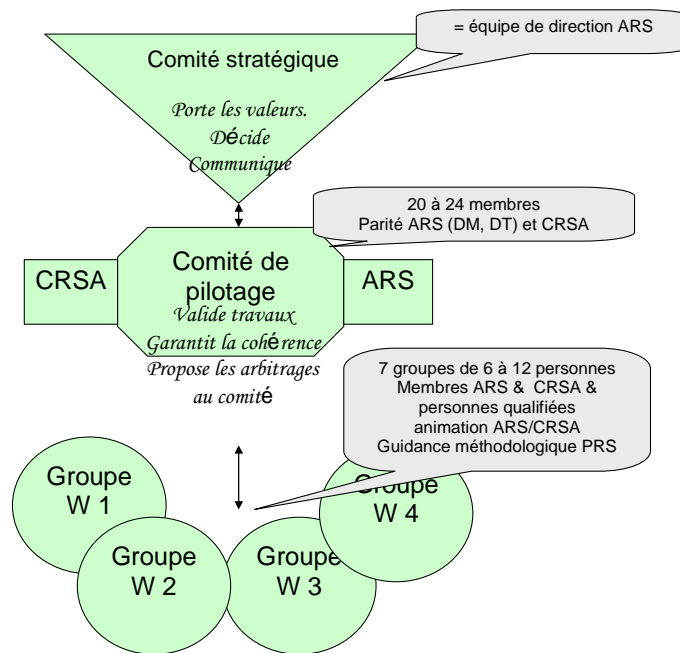 = équipe de direction ARS
Comité stratégique
Porte les valeurs.
Décide
Communique
20 à 24 membres
Parité ARS (DM, DT) et CRSA
CRSA
Comité de
pilotage
ARS
Valide travaux
Garantit la cohérence
Propose les arbitrages
au comité
7 groupes de 6 à 12 personnes
Membres ARS & CRSA &
personnes qualifiées
animation ARS/CRSA
Guidance méthodologique PRS
Groupe
W 1
Groupe
W 2
Groupe
W 3
Groupe
W 4